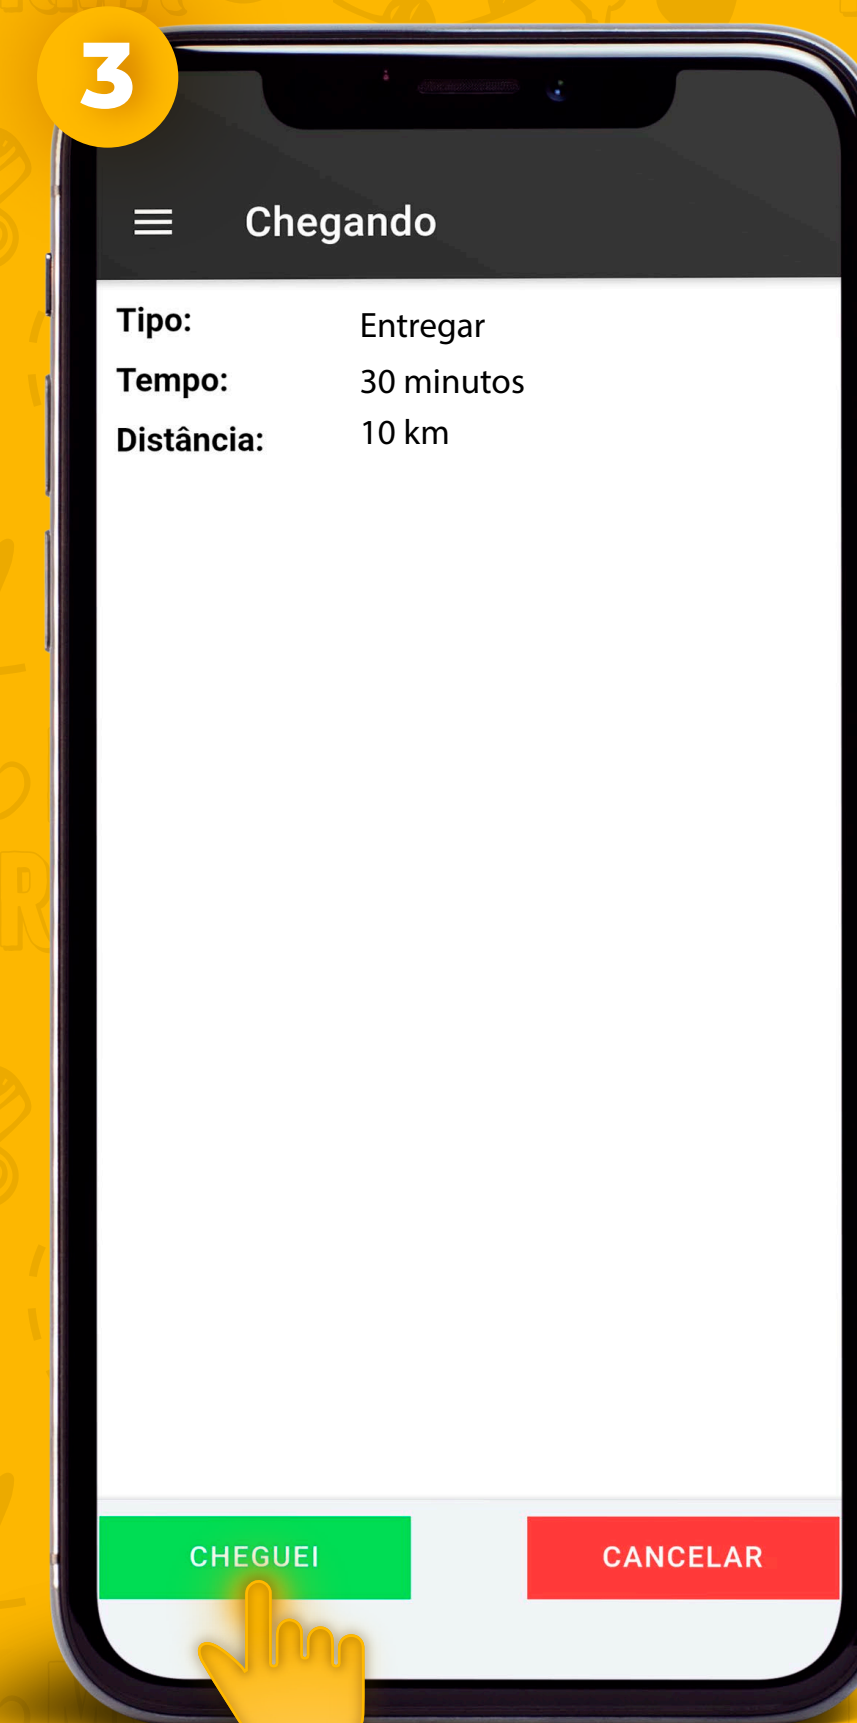 3
Chegando
Tipo: Entregar
Tempo: 30 minutos
Distância: 10 km
CHEGUEI CANCELAR